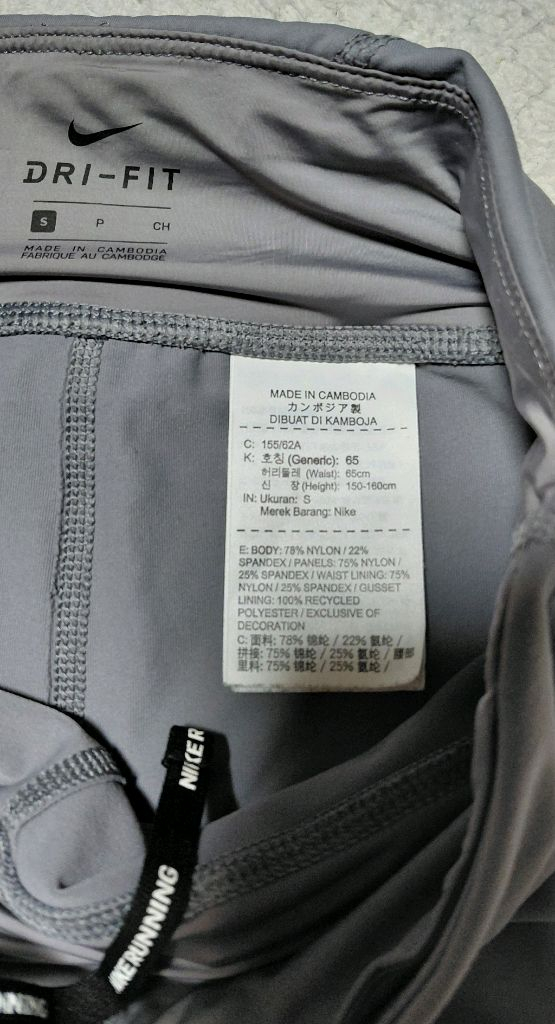 DRI-FIT
S P CH
MADE IN CAMBODIA
FABRIQUE AU CAMBODGE
MADE IN CAMBODIA
カンボジア製
DIBUAT DI KAMBOJA
C: 155/62A
K: 호칭 (Generic): 65
허리둘레 (Waist): 65cm
신 장(Height): 150-160cm
IN: Ukuran: S
Merek Barang: Nike
E: BODY: 78% NYLON / 22%
SPANDEX / PANELS: 75% NYLON /
25% SPANDEX / WAIST LINING: 75%
NYLON / 25% SPANDEX / GUSSET
LINING: 100% RECYCLED
POLYESTER / EXCLUSIVE OF
DECORATION
C: 面料: 78% 锦纶 / 22% 氨纶 /
拼接: 75% 锦纶 / 25% 氨纶 / 腰部
里料: 75% 锦纶 / 25% 氨纶 /
NIKER
IKERUNNING